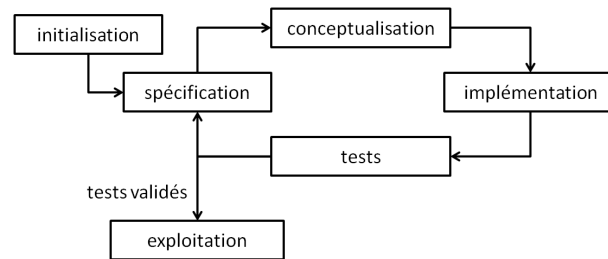 conceptualisation
initialisation
spécification
implémentation
tests
tests validés
exploitation